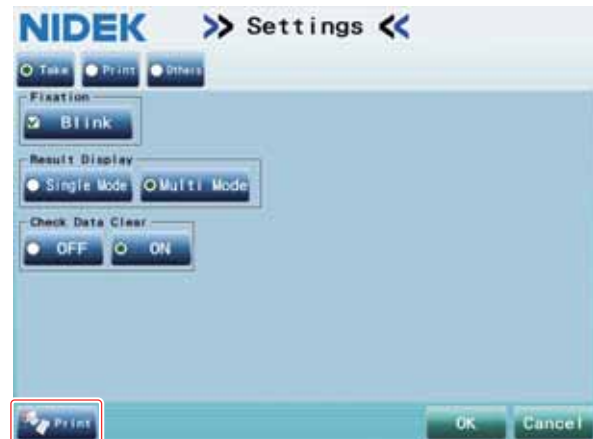 NIDEK >> Settings <<
Take Print Others
Fixation
Blink
Result Display
Single Mode Multi Mode
Check Data Clear
OFF ON
Print OK Cancel